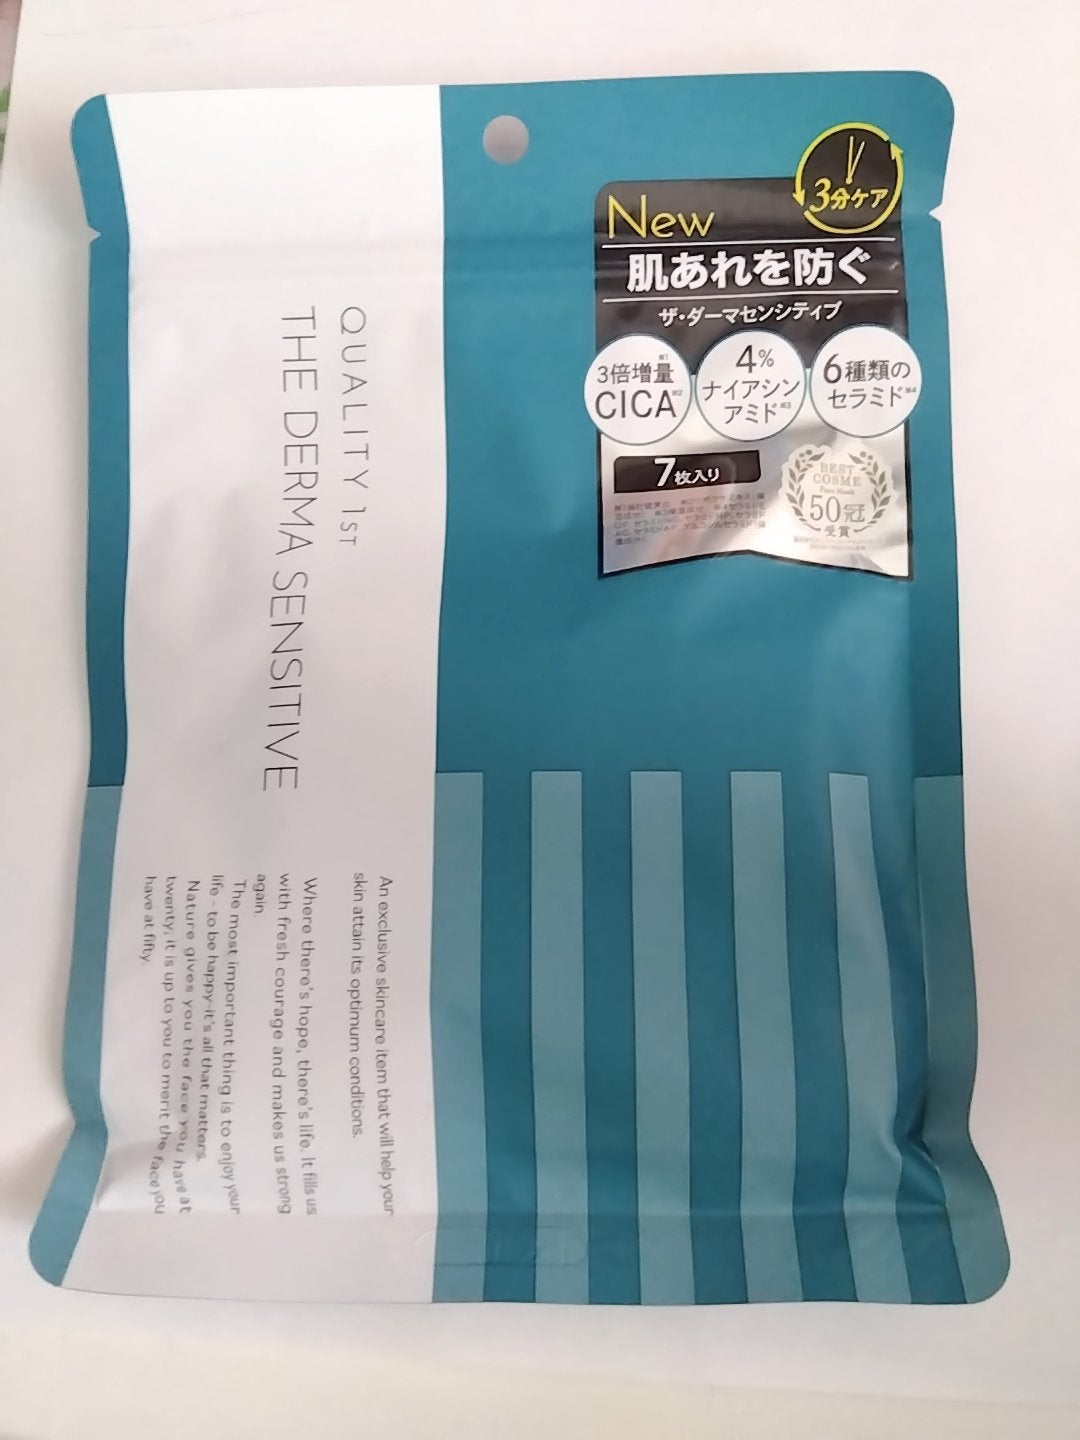 3分ケア
New
肌あれを防ぐ
ザ・ダーマセンシティブ
3倍増量※1
CICA※2
4%
ナイアシン
アミド※3
6種類の
セラミド※4
7枚入り
BEST
COSME
Face Mask
50冠
受賞
QUALITY 1ST
THE DERMA SENSITIVE
An exclusive skincare item that will help your
skin attain its optimum conditions.
Where there's hope, there's life. It fills us
with fresh courage and makes us strong
again.
The most important thing is to enjoy your
life - to be happy-it's all that matters.
Nature gives you the face you have at
twenty; it is up to you to merit the face you
have at fifty.